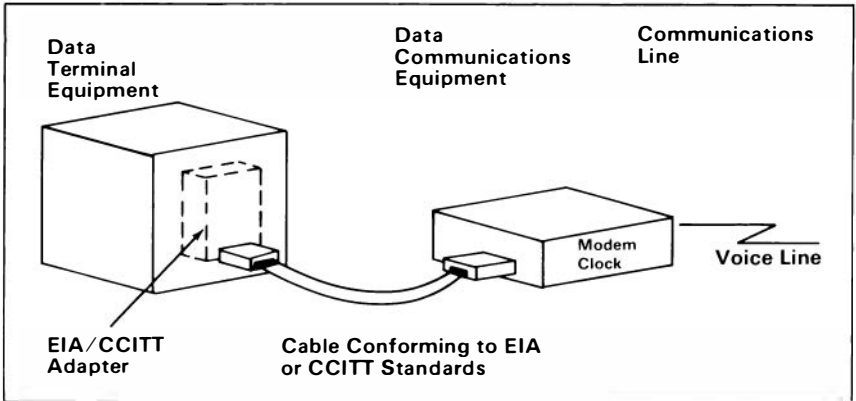 Data
Terminal
Equipment
Data
Communications
Equipment
Communications
Line
Modem
Clock
Voice Line
EIA/CCITT
Adapter
Cable Conforming to EIA
or CCITT Standards